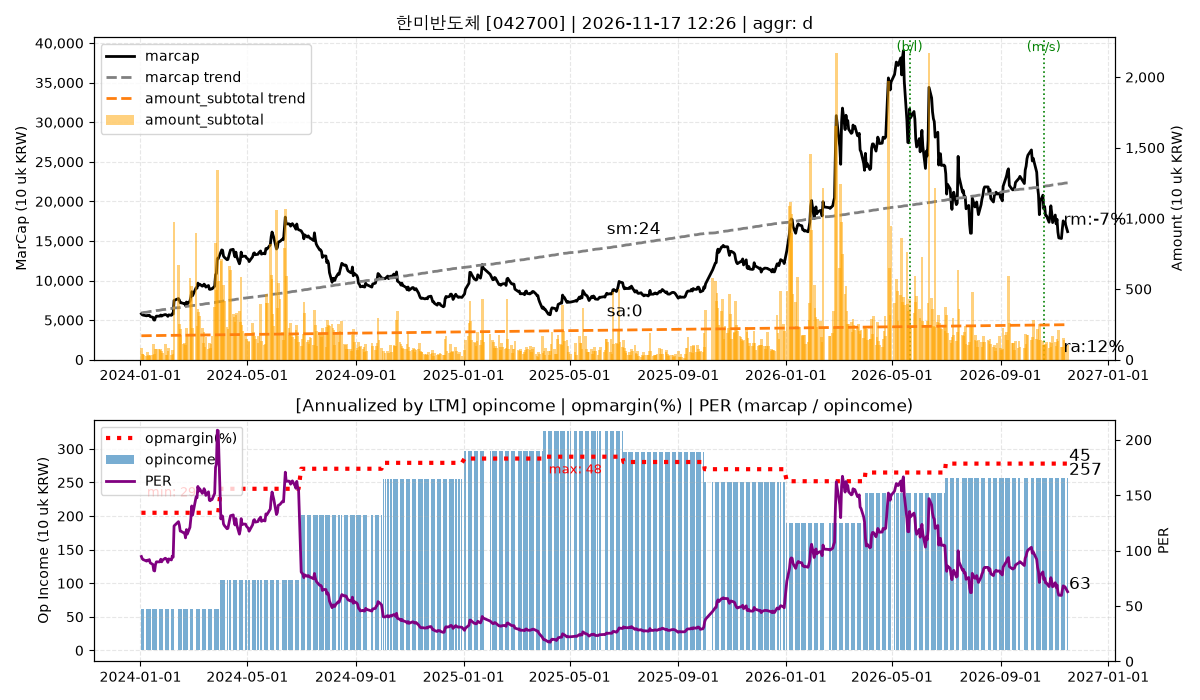 한미반도체 [042700] | 2026-11-17 12:26 | aggr: d
MarCap (10 uk KRW)
40,000
35,000
30,000
25,000
20,000
15,000
10,000
5,000
0
marcap
marcap trend
amount_subtotal trend
amount_subtotal
sm:24
sa:0
(b/l)
(m/s)
rm:-7%
ra:12%
2,000
1,500
1,000
500
0
Amount (10 uk KRW)
2024-01-01
2024-05-01
2024-09-01
2025-01-01
2025-05-01
2025-09-01
2026-01-01
2026-05-01
2026-09-01
2027-01-01
[Annualized by LTM] opincome | opmargin(%) | PER (marcap / opincome)
Op Income (10 uk KRW)
300
250
200
150
100
50
0
opmargin(%)
opincome
PER
min: 29
max: 48
45
257
63
200
150
100
50
0
PER
2024-01-01
2024-05-01
2024-09-01
2025-01-01
2025-05-01
2025-09-01
2026-01-01
2026-05-01
2026-09-01
2027-01-01